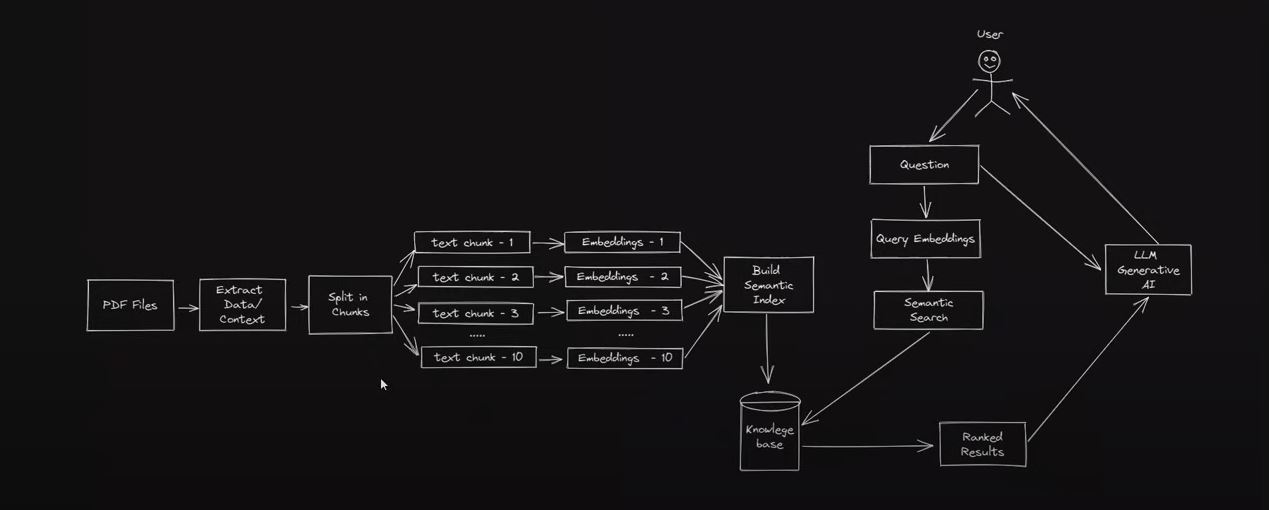 User
Question
Query Embeddings
Semantic
Search
LLM
Generative
AI
PDF Files
Extract
Data/
Context
Split in
Chunks
text chunk - 1
Embeddings - 1
text chunk - 2
Embeddings - 2
text chunk - 3
Embeddings - 3
.....
.....
text chunk - 10
Embeddings - 10
Build
Semantic
Index
Knowlege
base
Ranked
Results